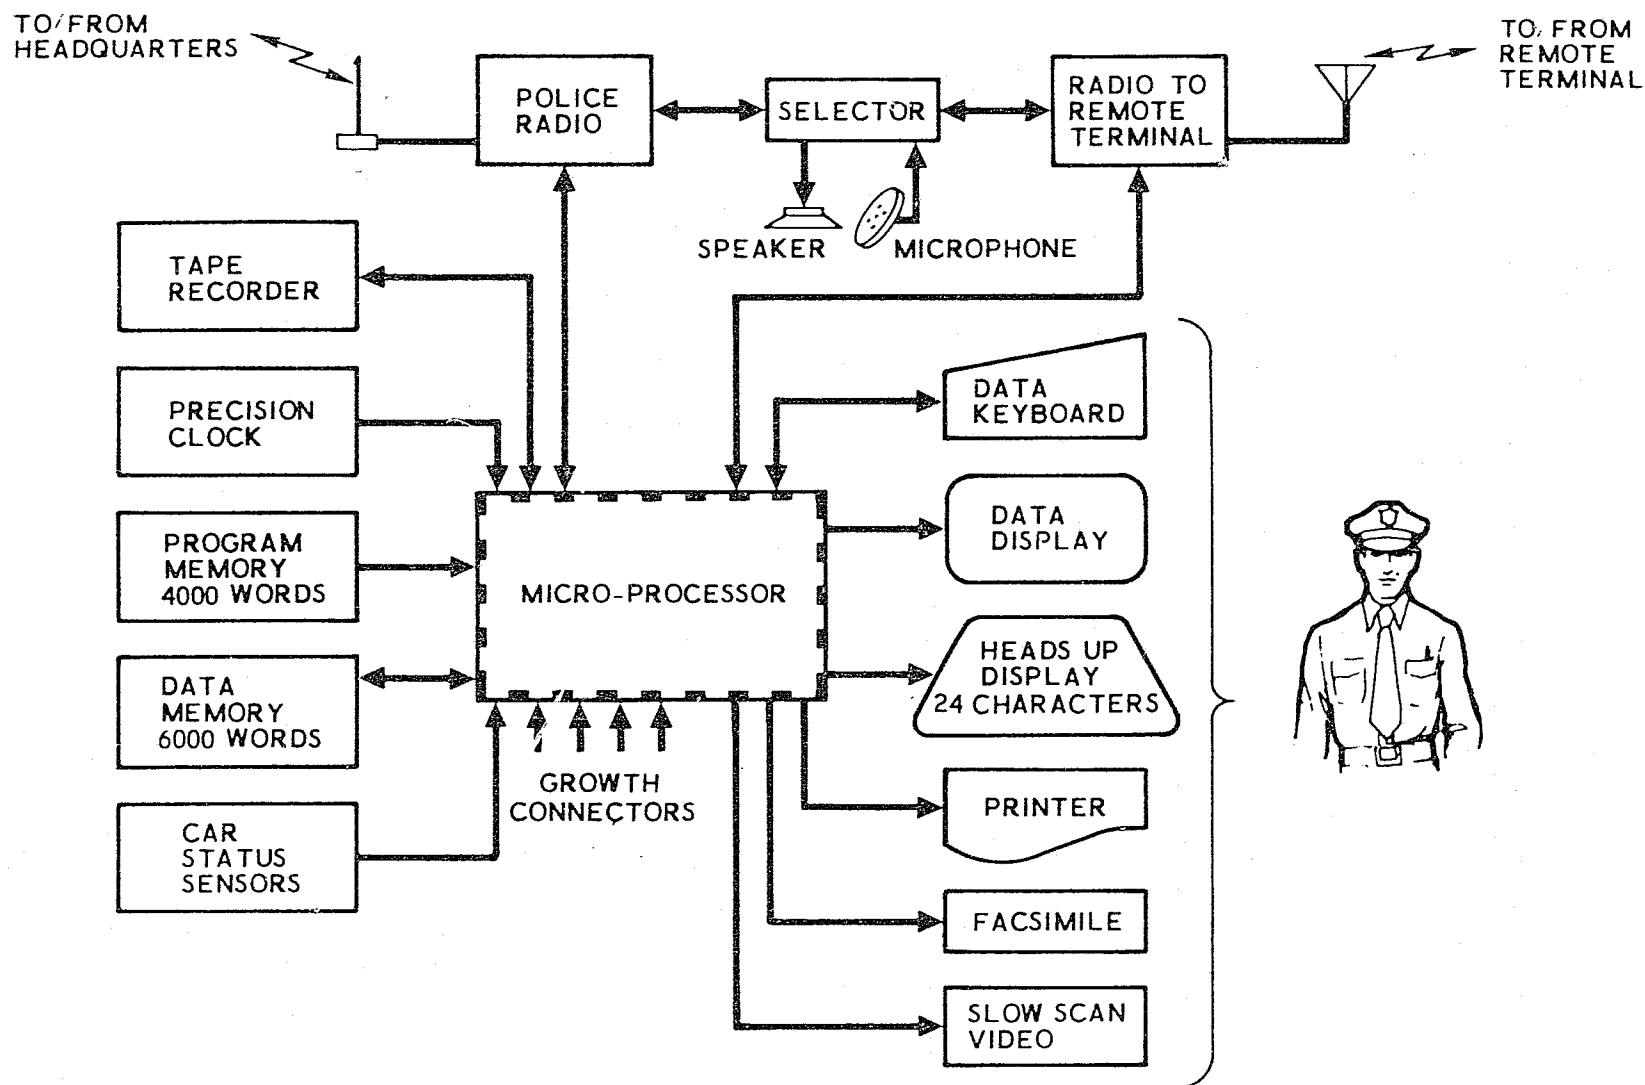 TO/FROM
HEADQUARTERS
POLICE
RADIO
SELECTOR
RADIO TO
REMOTE
TERMINAL
TO/FROM
REMOTE
TERMINAL
SPEAKER
MICROPHONE
TAPE
RECORDER
PRECISION
CLOCK
PROGRAM
MEMORY
4000 WORDS
DATA
MEMORY
6000 WORDS
CAR
STATUS
SENSORS
MICRO-PROCESSOR
GROWTH
CONNECTORS
DATA
KEYBOARD
DATA
DISPLAY
HEADS UP
DISPLAY
24 CHARACTERS
PRINTER
FACSIMILE
SLOW SCAN
VIDEO